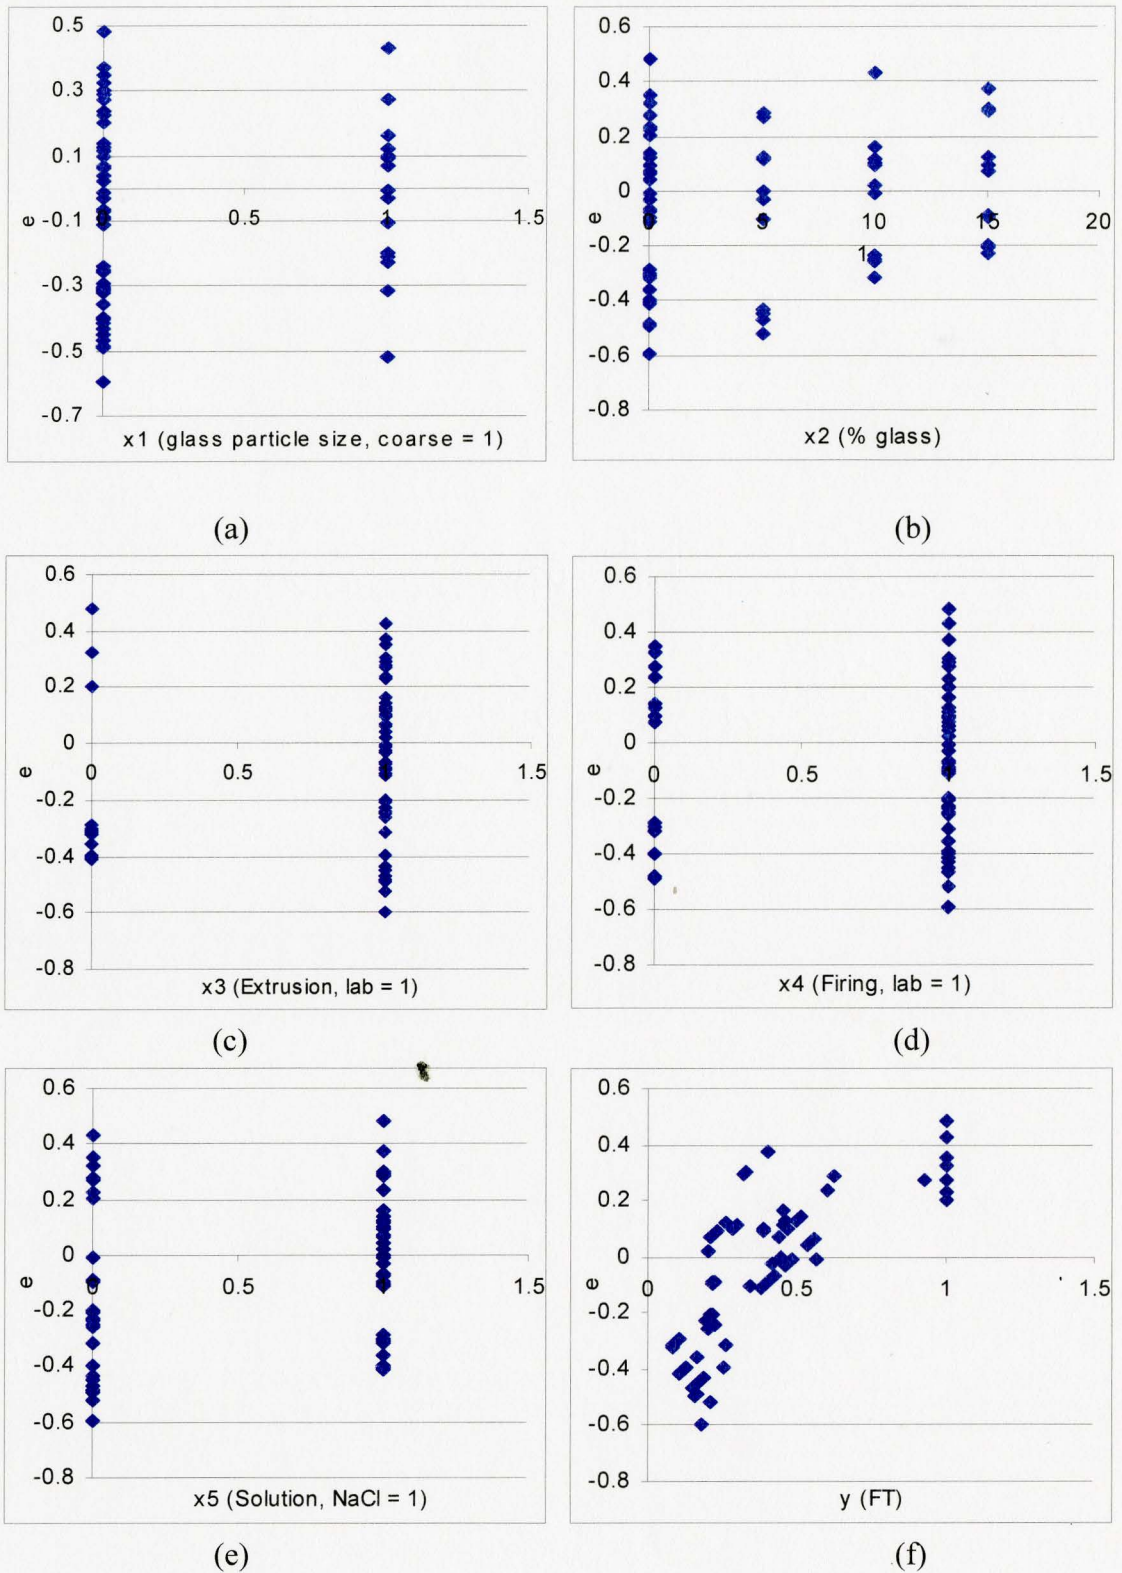 0.5
0.3
0.1
-0.1
-0.3
-0.5
-0.7
e
0 0.5 1 1.5
x1 (glass particle size, coarse = 1)
(a)
0.6
0.4
0.2
0
-0.2
-0.4
-0.6
-0.8
e
0 5 10 15 20
1
x2 (% glass)
(b)
0.6
0.4
0.2
0
-0.2
-0.4
-0.6
-0.8
e
0 0.5 1 1.5
x3 (Extrusion, lab = 1)
(c)
0.6
0.4
0.2
0
-0.2
-0.4
-0.6
-0.8
e
0 0.5 1 1.5
x4 (Firing, lab = 1)
(d)
0.6
0.4
0.2
0
-0.2
-0.4
-0.6
-0.8
e
0 0.5 1 1.5
x5 (Solution, NaCl = 1)
(e)
0.6
0.4
0.2
0
-0.2
-0.4
-0.6
-0.8
e
0 0.5 1 1.5
y (FT)
(f)